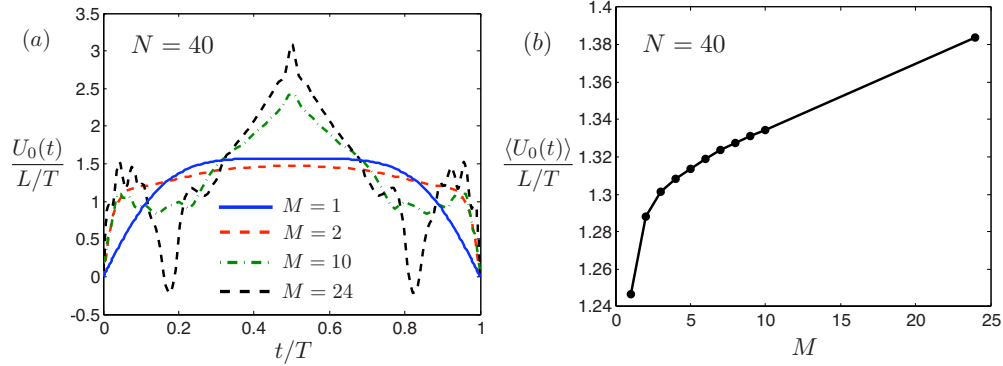 (a)
N = 40
U₀(t)
L/T
3.5
3
2.5
2
1.5
1
0.5
0
-0.5
M = 1
M = 2
M = 10
M = 24
0 0.2 0.4 0.6 0.8 1
t/T
(b)
N = 40
⟨U₀(t)⟩
L/T
1.4
1.38
1.36
1.34
1.32
1.3
1.28
1.26
1.24
0 5 10 15 20 25
M